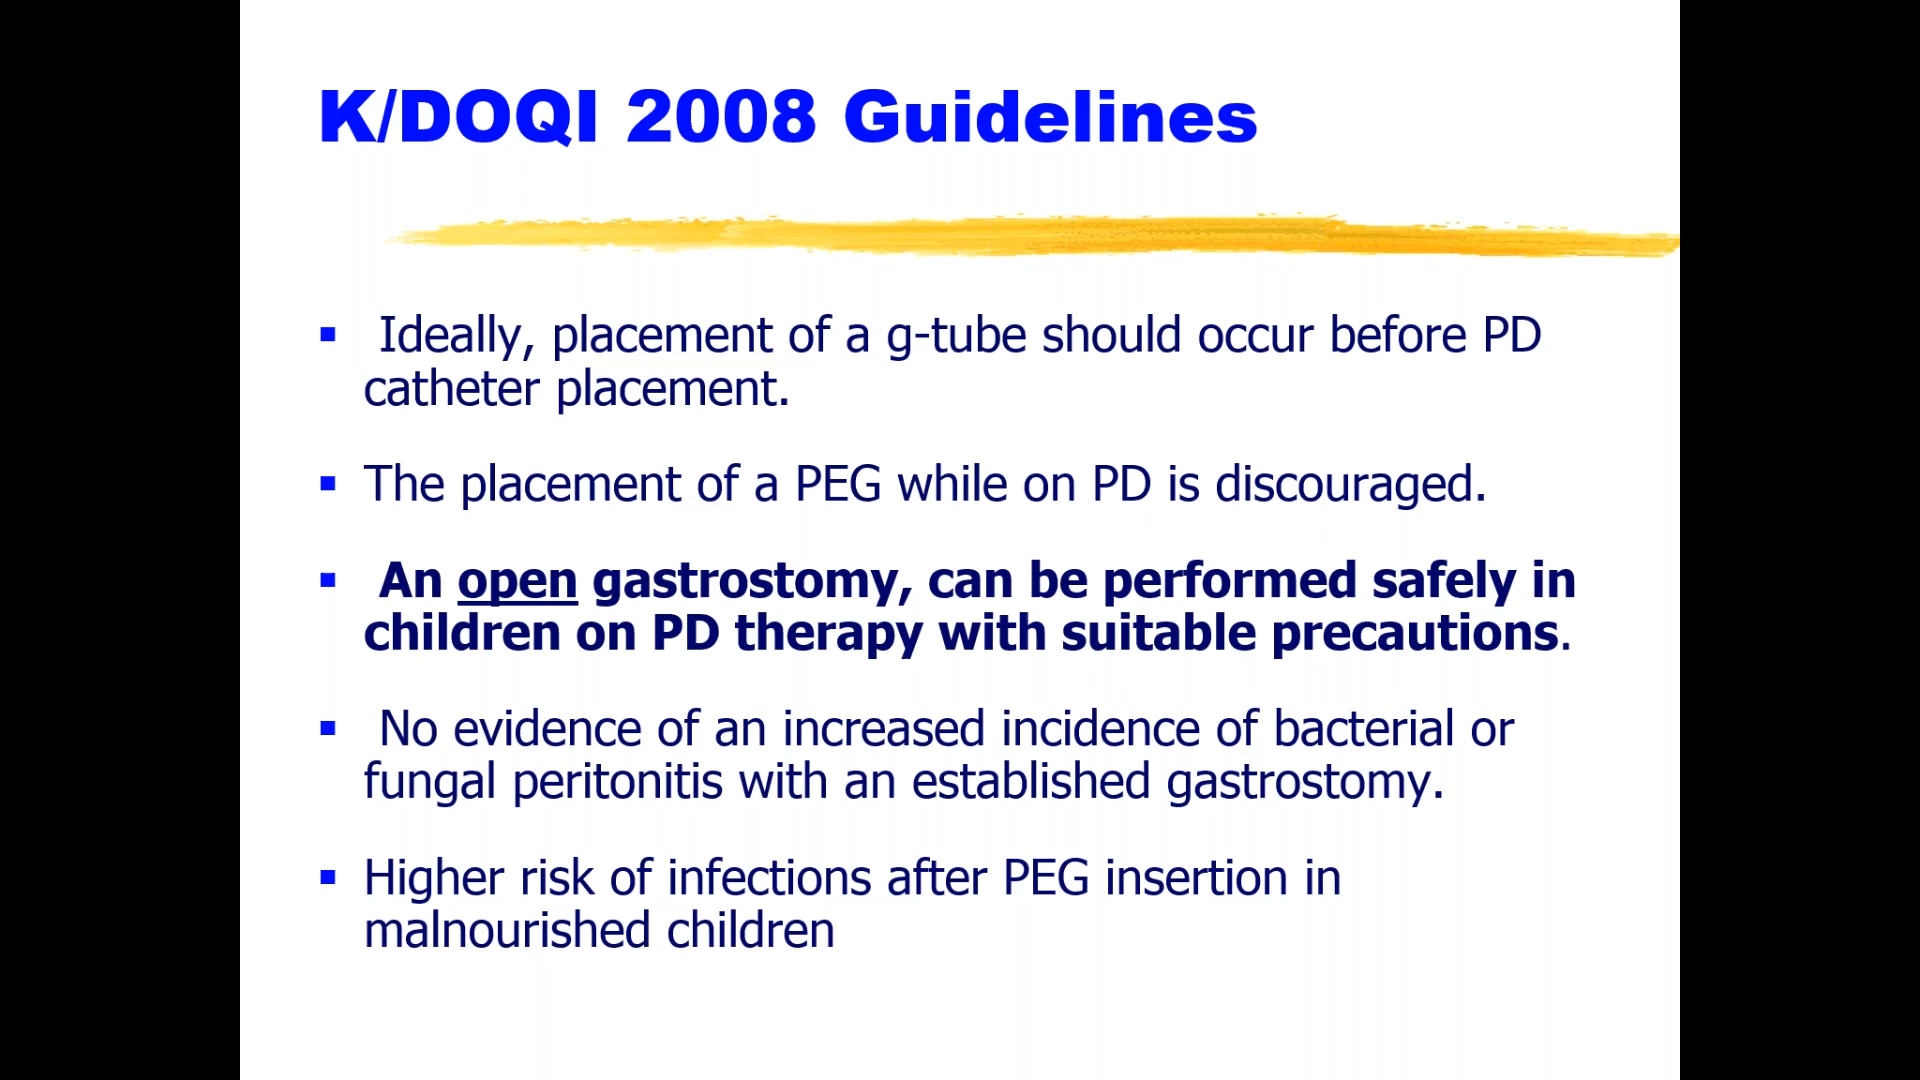 K/DOQI 2008 Guidelines
▪ Ideally, placement of a g-tube should occur before PD
catheter placement.
▪ The placement of a PEG while on PD is discouraged.
▪ An open gastrostomy, can be performed safely in
children on PD therapy with suitable precautions.
▪ No evidence of an increased incidence of bacterial or
fungal peritonitis with an established gastrostomy.
▪ Higher risk of infections after PEG insertion in
malnourished children